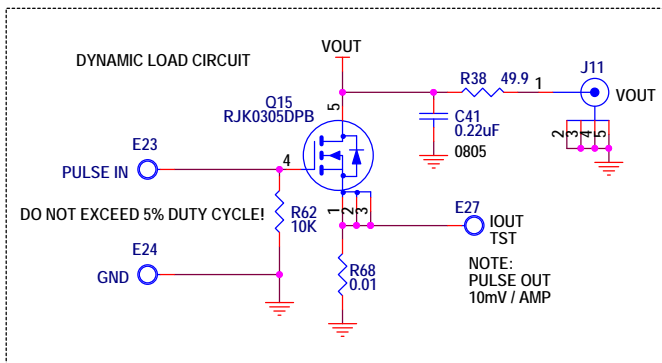 DYNAMIC LOAD CIRCUIT
VOUT
R38 49.9
1
J11
VOUT
2
3
4
5
Q15
RJK0305DPB
5
C41
0.22uF
0805
E23
PULSE IN
4
DO NOT EXCEED 5% DUTY CYCLE!
R62
10K
1
2
3
E27
IOUT
TST
E24
GND
R68
0.01
NOTE:
PULSE OUT
10mV / AMP